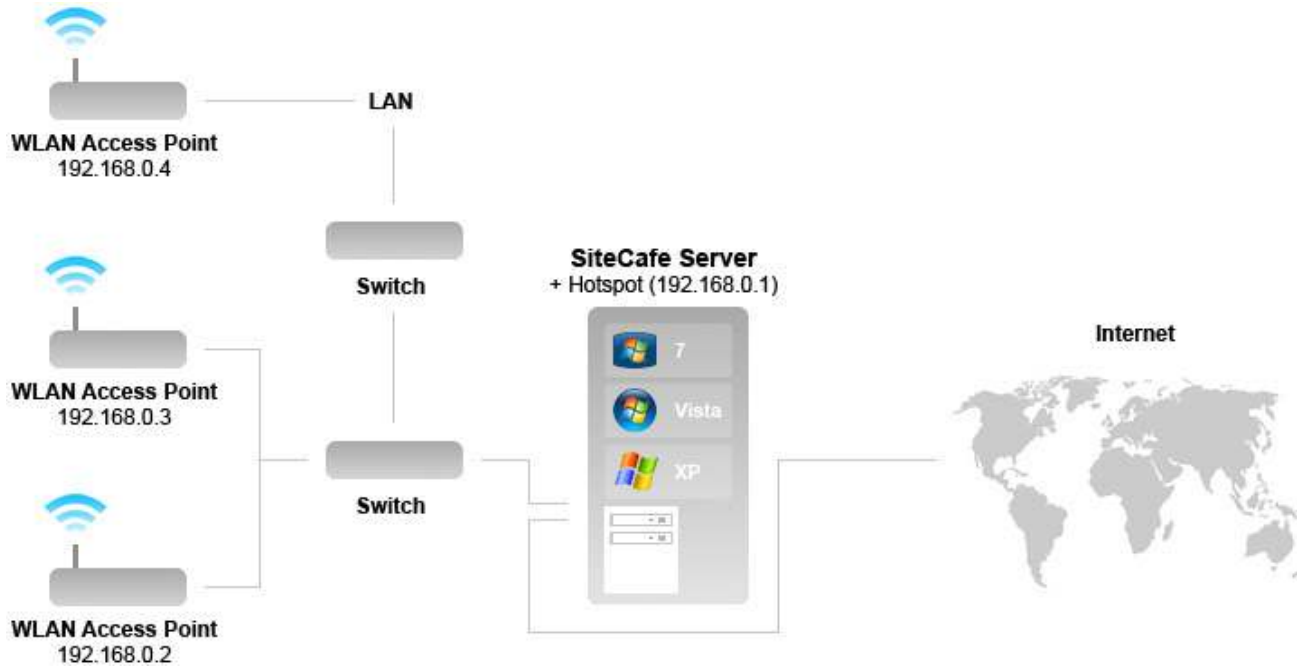 LAN
WLAN Access Point
192.168.0.4
Switch
SiteCafe Server
+ Hotspot (192.168.0.1)
7
Vista
XP
Internet
WLAN Access Point
192.168.0.3
Switch
WLAN Access Point
192.168.0.2